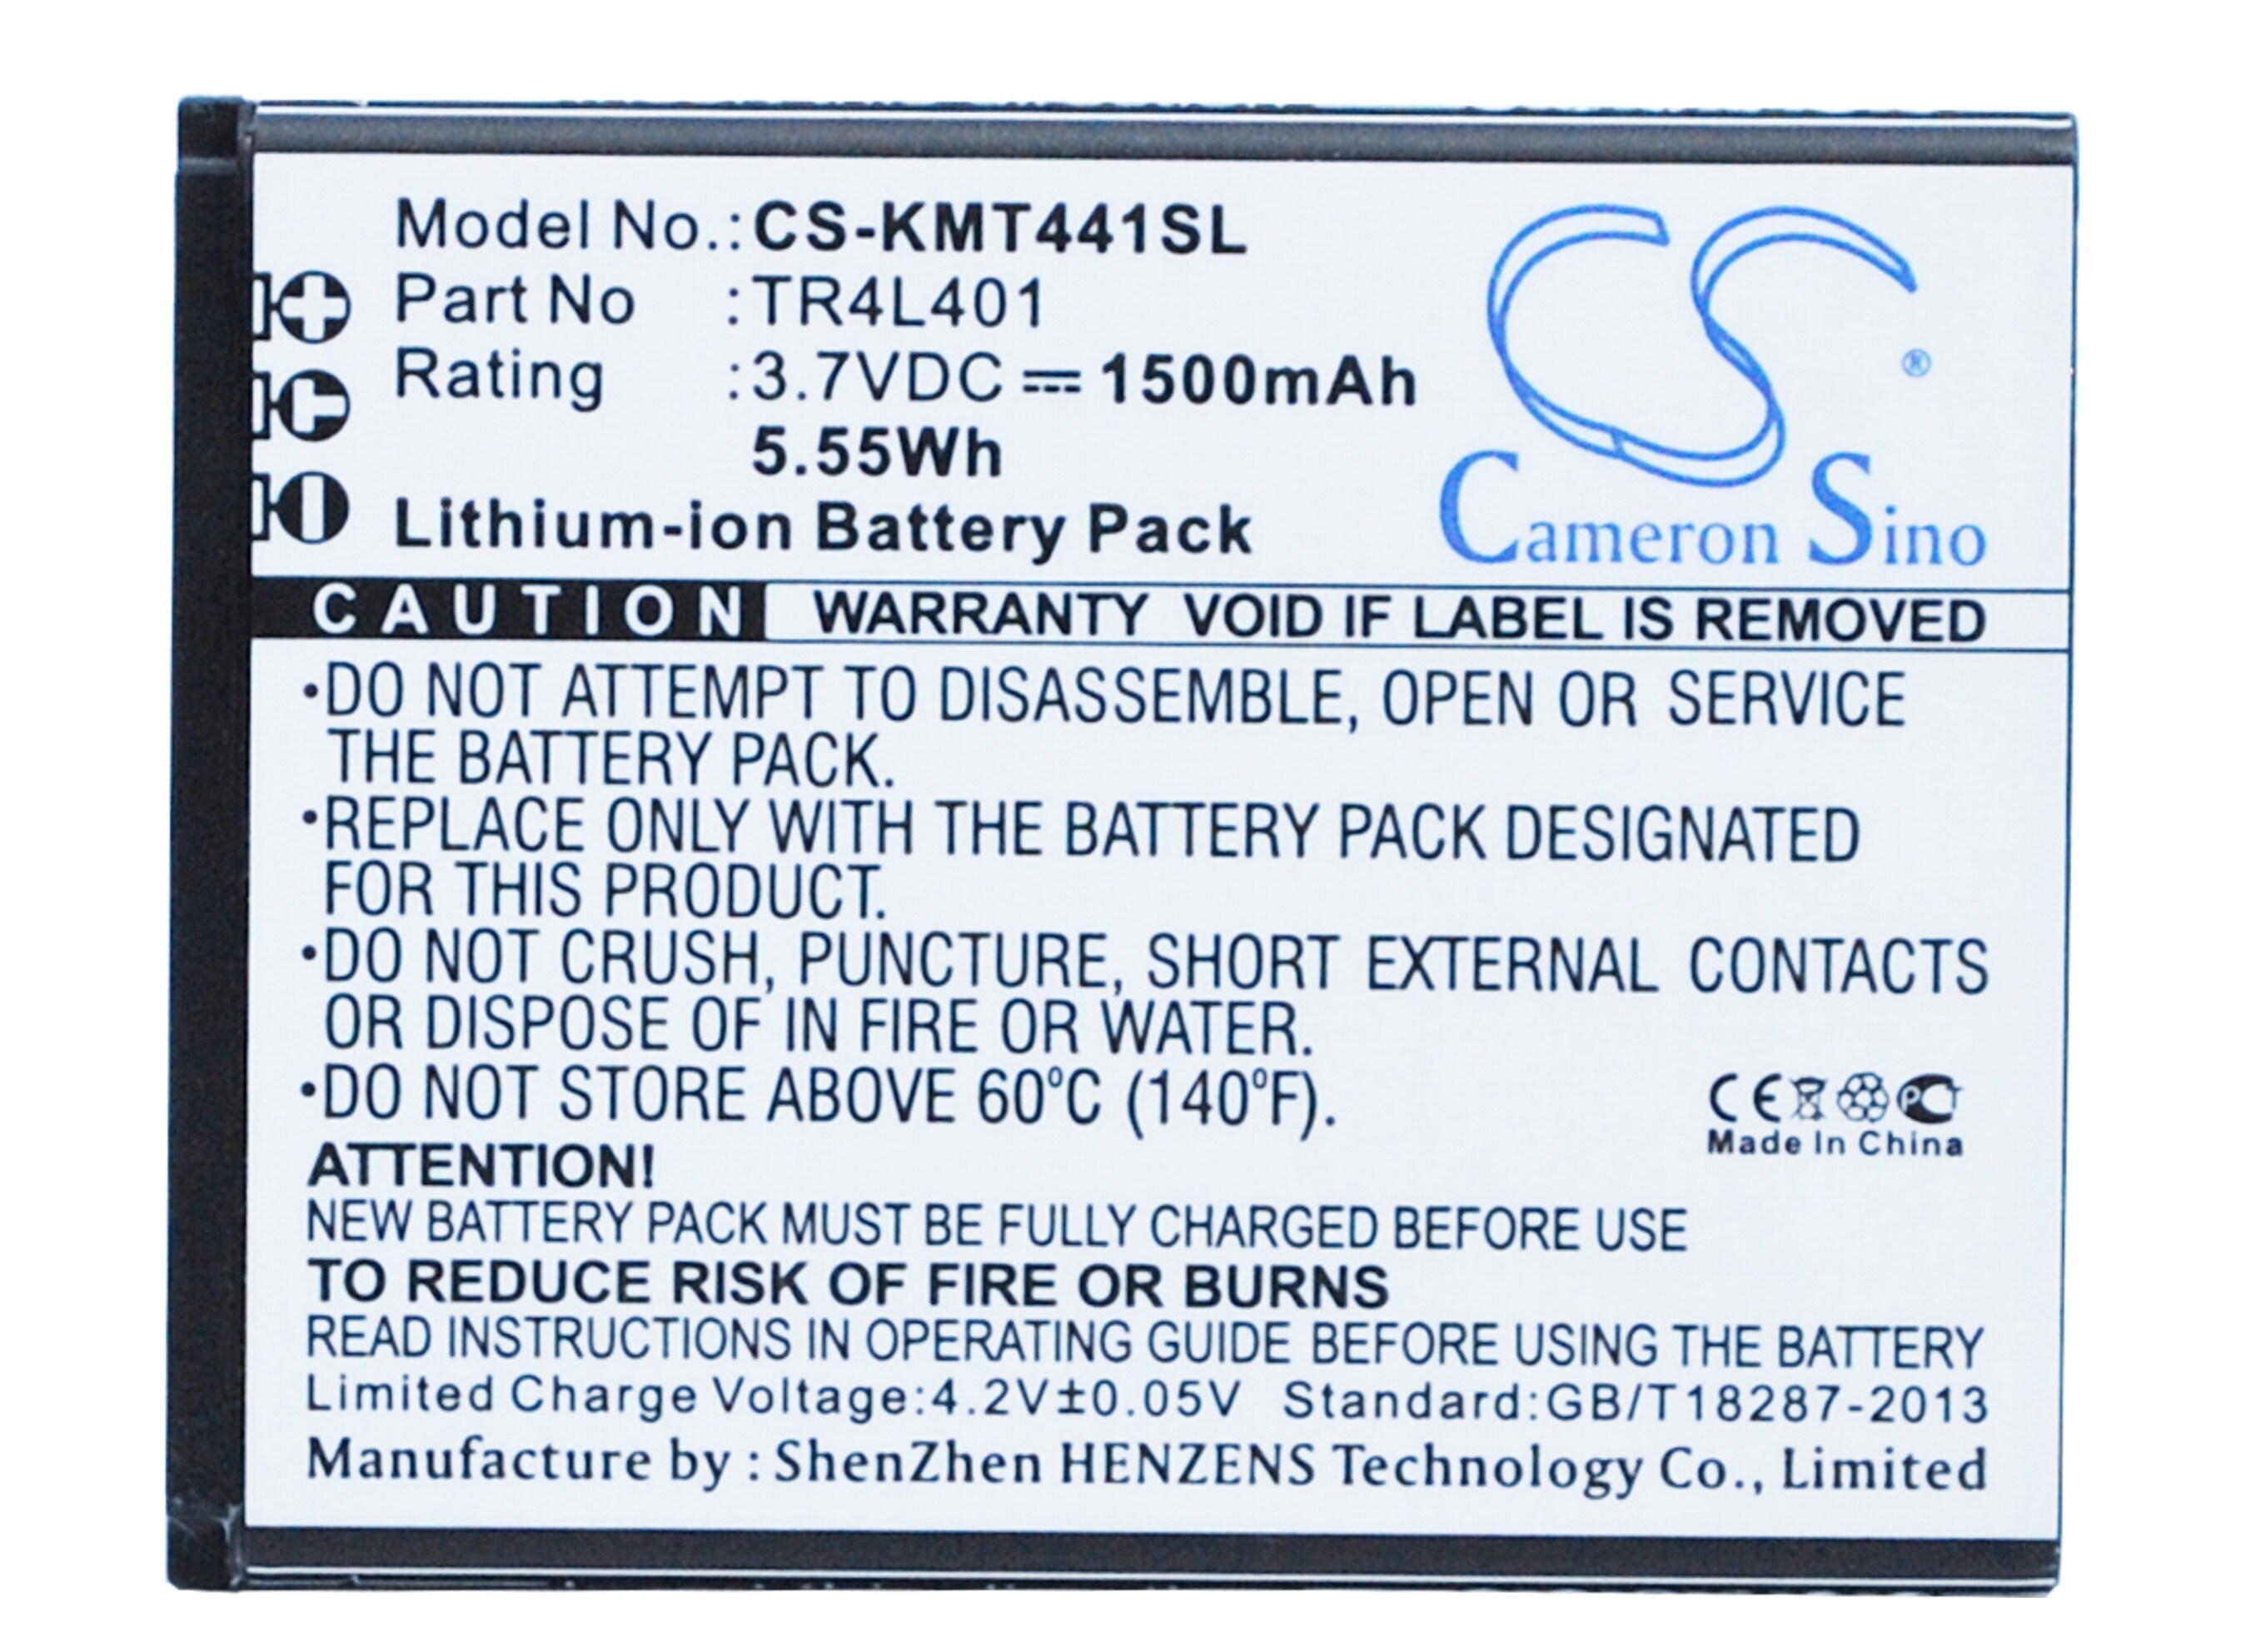 Model No.:CS-KMT441SL
Part No :TR4L401
Rating :3.7VDC ⎓ 1500mAh
5.55Wh
Lithium-ion Battery Pack
CS®
Cameron Sino
CAUTION WARRANTY VOID IF LABEL IS REMOVED
•DO NOT ATTEMPT TO DISASSEMBLE, OPEN OR SERVICE
THE BATTERY PACK.
•REPLACE ONLY WITH THE BATTERY PACK DESIGNATED
FOR THIS PRODUCT.
•DO NOT CRUSH, PUNCTURE, SHORT EXTERNAL CONTACTS
OR DISPOSE OF IN FIRE OR WATER.
•DO NOT STORE ABOVE 60°C (140°F).
CE PCT
Made In China
ATTENTION!
NEW BATTERY PACK MUST BE FULLY CHARGED BEFORE USE
TO REDUCE RISK OF FIRE OR BURNS
READ INSTRUCTIONS IN OPERATING GUIDE BEFORE USING THE BATTERY
Limited Charge Voltage:4.2V±0.05V Standard:GB/T18287-2013
Manufacture by : ShenZhen HENZENS Technology Co., Limited